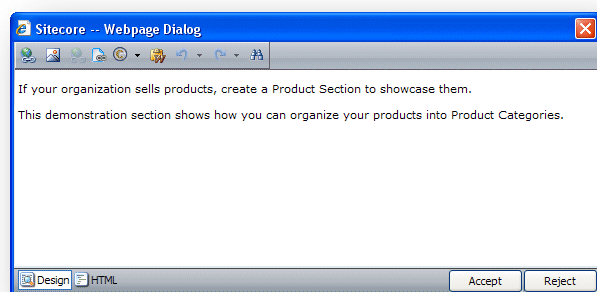 Sitecore -- Webpage Dialog
If your organization sells products, create a Product Section to showcase them.
This demonstration section shows how you can organize your products into Product Categories.
Design HTML Accept Reject